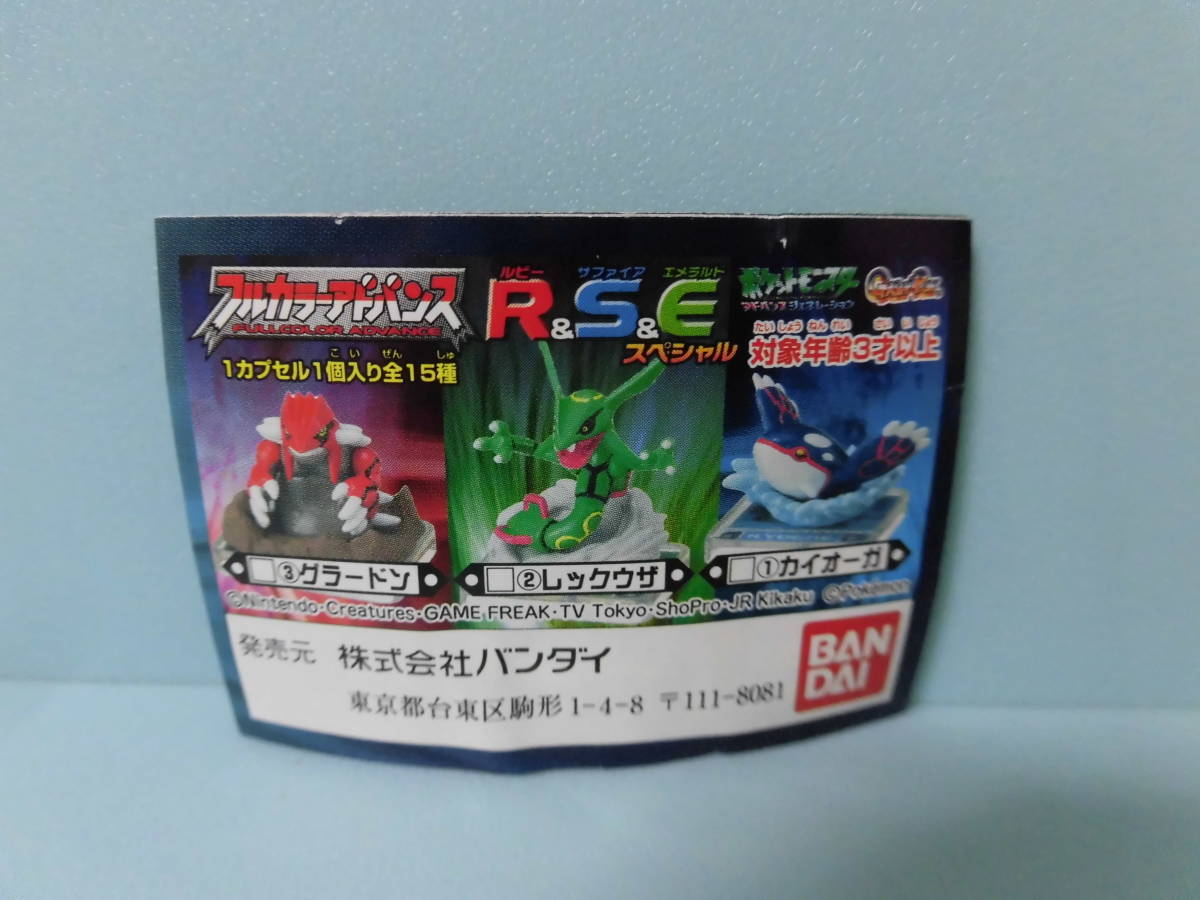 フルカラーアドバンス
FULLCOLOR ADVANCE
こい ぜん しゅ
1カプセル1個入り全15種
ルビー サファイア エメラルド
R&S&E
スペシャル
ポケットモンスター
アドバンスジェネレーション
たいしょうねんれい さいいじょう
対象年齢3才以上
③グラードン
②レックウザ
①カイオーガ
©Nintendo・Creatures・GAME FREAK・TV Tokyo・ShoPro・JR Kikaku ©Pokémon
発売元 株式会社バンダイ
東京都台東区駒形1-4-8 〒111-8081
BAN
DAI